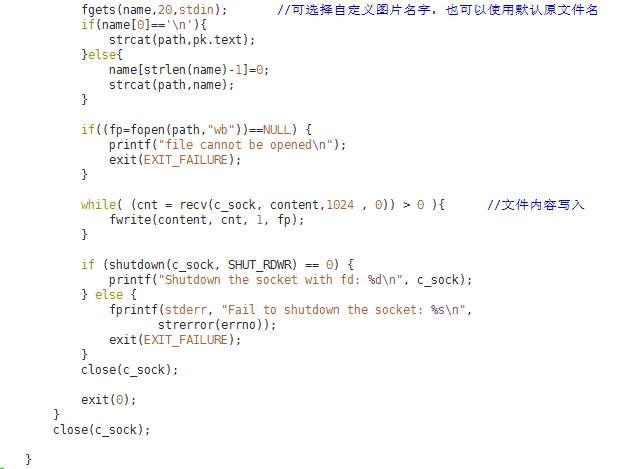 fgets(name,20,stdin);       //可选择自定义图片名字，也可以使用默认原文件名
if(name[0]=='\n'){
    strcat(path,pk.text);
}else{
    name[strlen(name)-1]=0;
    strcat(path,name);
}
if((fp=fopen(path,"wb"))==NULL) {
    printf("file cannot be opened\n");
    exit(EXIT_FAILURE);
}
while( (cnt = recv(c_sock, content,1024 , 0)) > 0 ){      //文件内容写入
    fwrite(content, cnt, 1, fp);
}
if (shutdown(c_sock, SHUT_RDWR) == 0) {
    printf("Shutdown the socket with fd: %d\n", c_sock);
} else {
    fprintf(stderr, "Fail to shutdown the socket: %s\n",
           strerror(errno));
    exit(EXIT_FAILURE);
}
close(c_sock);
exit(0);
}
close(c_sock);
}